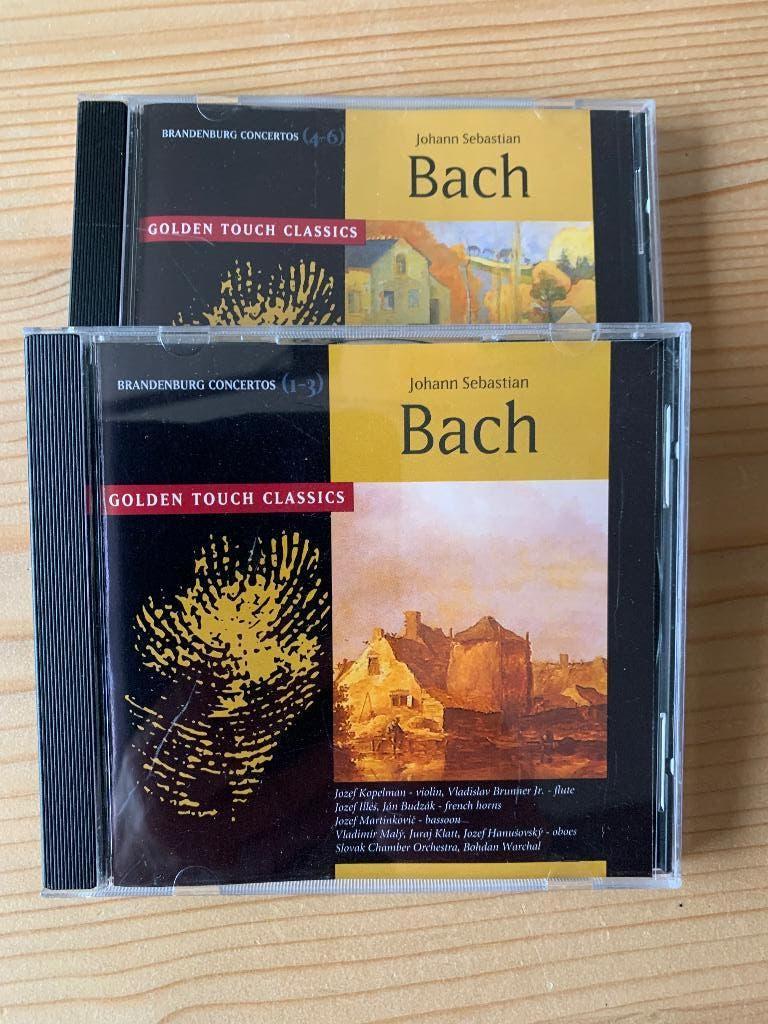 BRANDENBURG CONCERTOS (4-6)
Johann Sebastian
Bach
GOLDEN TOUCH CLASSICS
BRANDENBURG CONCERTOS (1-3)
Johann Sebastian
Bach
GOLDEN TOUCH CLASSICS
Jozef Kopelman - violin, Vladislav Brunner Jr. - flute
Jozef Illéš, Ján Budzák - french horns
Jozef Martinkovič - bassoon
Vladimír Malý, Juraj Klatt, Jozef Hanušovský - oboes
Slovak Chamber Orchestra, Bohdan Warchal